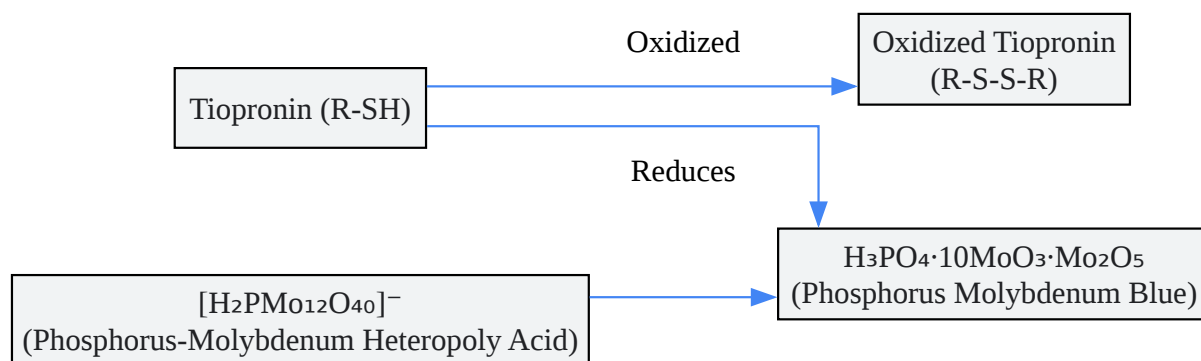 Oxidized
Oxidized Tiopronin
(R-S-S-R)
Tiopronin (R-SH)
Reduces
H₃PO₄·10MoO₃·Mo₂O₅
(Phosphorus Molybdenum Blue)
[H₂PMo₁₂O₄₀]⁻
(Phosphorus-Molybdenum Heteropoly Acid)